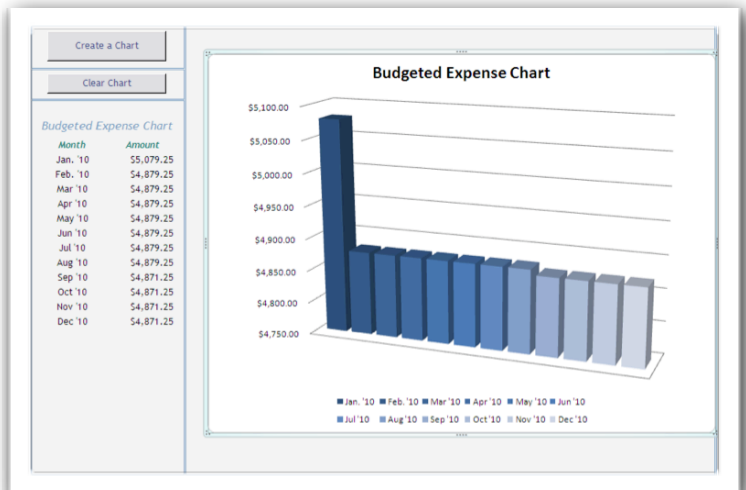 Create a Chart
Clear Chart
Budgeted Expense Chart
Month Amount
Jan. '10 $5,079.25
Feb. '10 $4,879.25
Mar '10 $4,879.25
Apr '10 $4,879.25
May '10 $4,879.25
Jun '10 $4,879.25
Jul '10 $4,879.25
Aug '10 $4,879.25
Sep '10 $4,871.25
Oct '10 $4,871.25
Nov '10 $4,871.25
Dec '10 $4,871.25
Budgeted Expense Chart
$5,100.00
$5,050.00
$5,000.00
$4,950.00
$4,900.00
$4,850.00
$4,800.00
$4,750.00
Jan. '10 Feb. '10 Mar '10 Apr '10 May '10 Jun '10
Jul '10 Aug '10 Sep '10 Oct '10 Nov '10 Dec '10